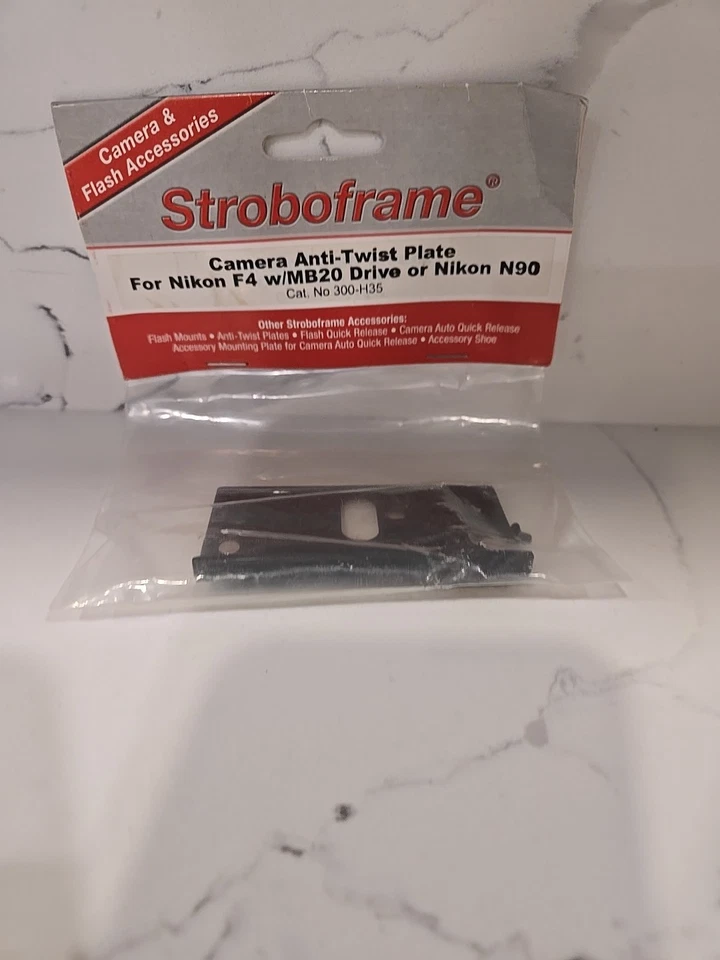 Camera &
Flash Accessories
Stroboframe®
Camera Anti-Twist Plate
For Nikon F4 w/MB20 Drive or Nikon N90
Cat. No 300-H35
Other Stroboframe Accessories:
Flash Mounts • Anti-Twist Plates • Flash Quick Release • Camera Auto Quick Release
Accessory Mounting Plate for Camera Auto Quick Release • Accessory Shoe